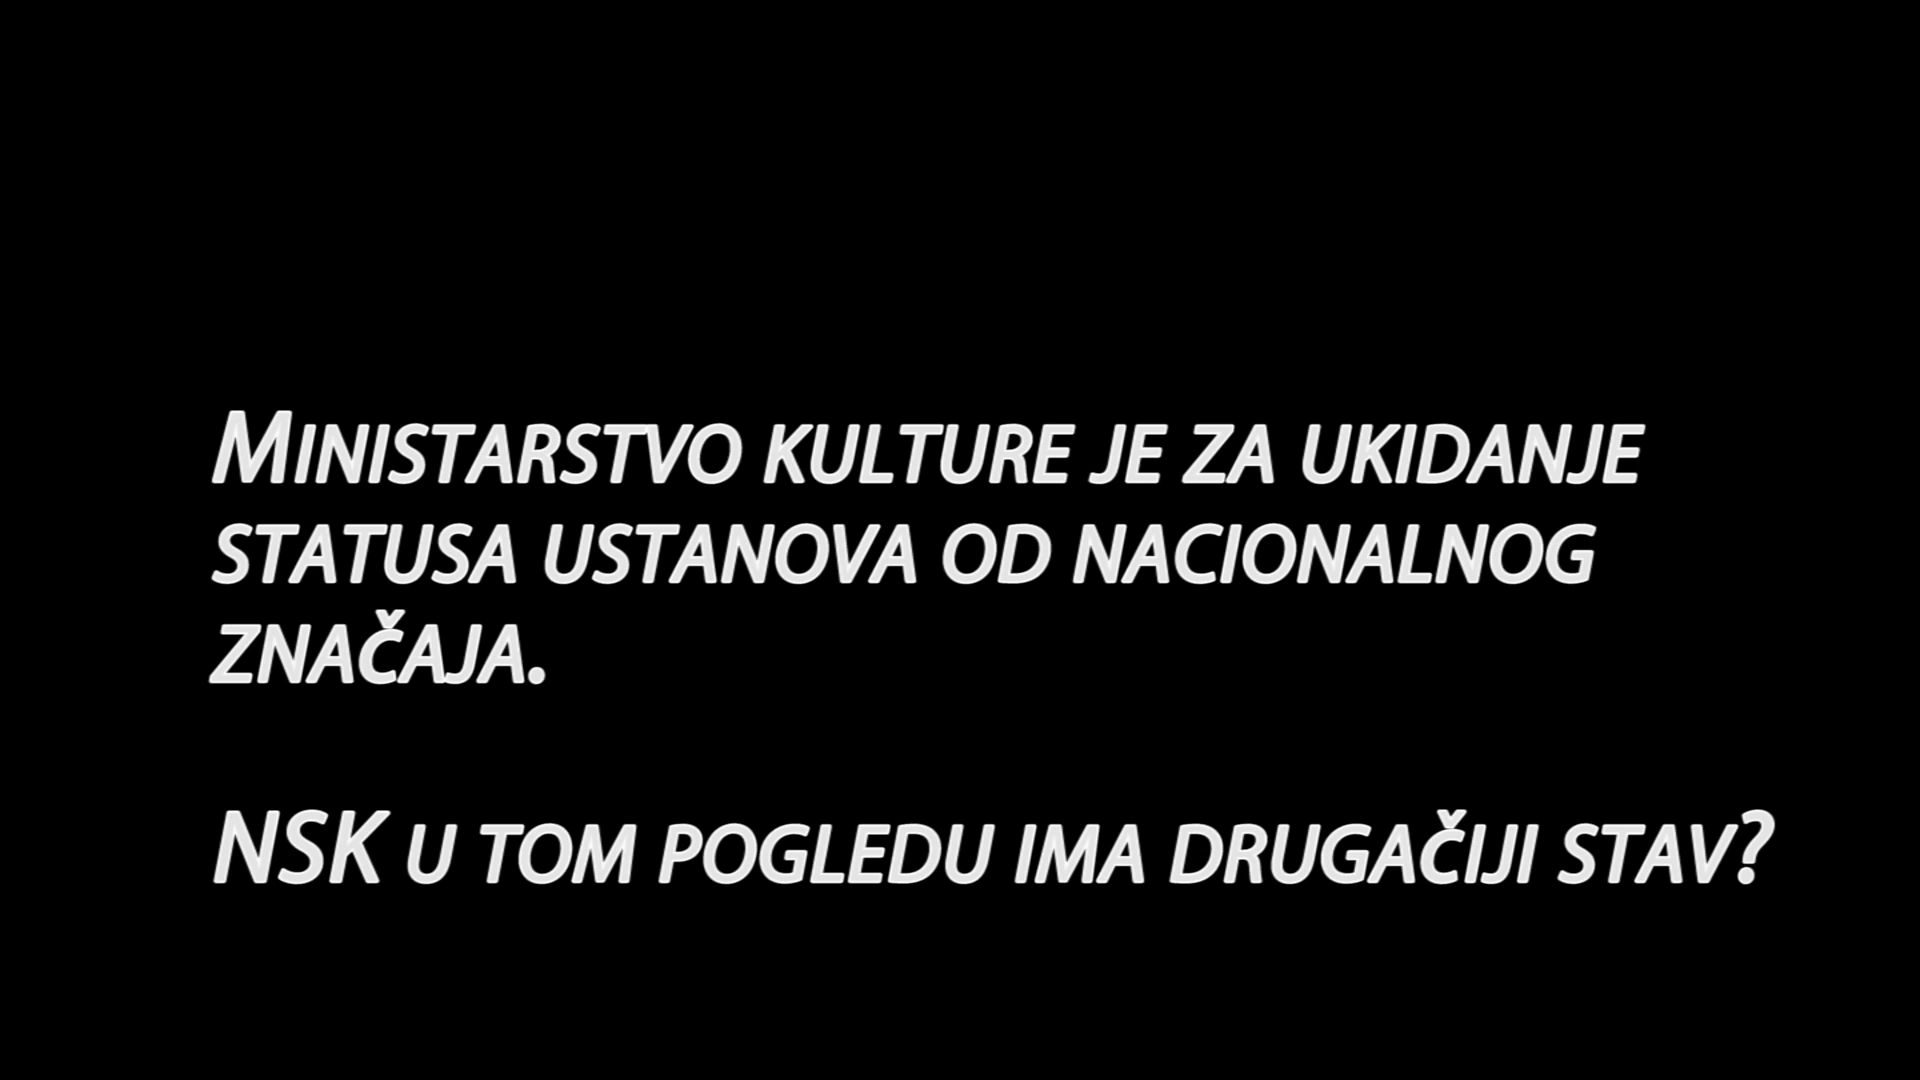 Ministarstvo kulture je za ukidanje
statusa ustanova od nacionalnog
značaja.
NSK u tom pogledu ima drugačiji stav?